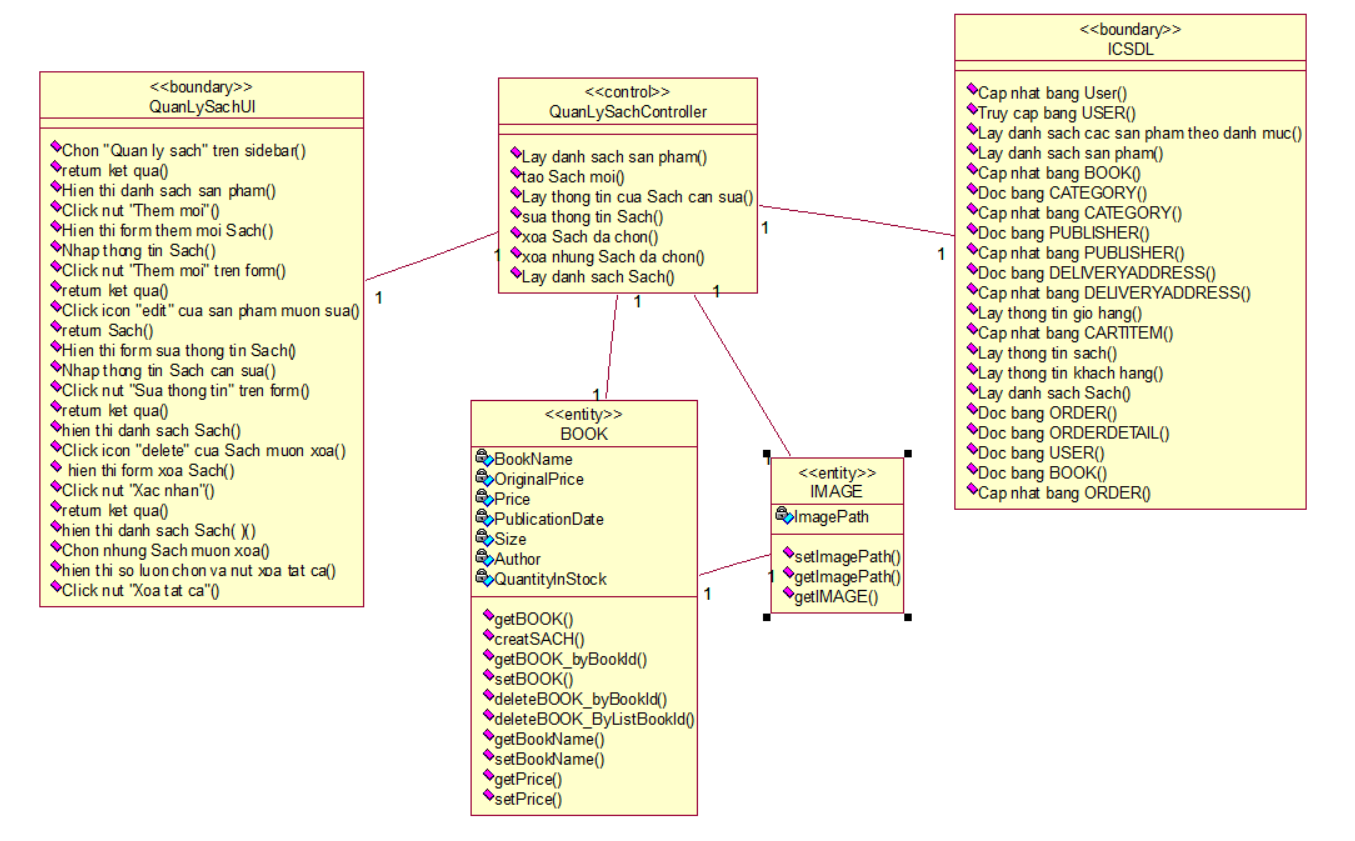 <<boundary>>
QuanLySachUI
Chon "Quan ly sach" tren sidebar()
return ket qua()
Hien thi danh sach san pham()
Click nut "Them moi"()
Hien thi form them moi Sach()
Nhap thong tin Sach()
Click nut "Them moi" tren form()
return ket qua()
Click icon "edit" cua san pham muon sua()
return Sach()
Hien thi form sua thong tin Sach()
Nhap thong tin Sach can sua()
Click nut "Sua thong tin" tren form()
return ket qua()
hien thi danh sach Sach()
Click icon "delete" cua Sach muon xoa()
hien thi form xoa Sach()
Click nut "Xac nhan"()
return ket qua()
hien thi danh sach Sach( )()
Chon nhung Sach muon xoa()
hien thi so luon chon va nut xoa tat ca()
Click nut "Xoa tat ca"()
1
1
<<control>>
QuanLySachController
Lay danh sach san pham()
tao Sach moi()
Lay thong tin cua Sach can sua()
sua thong tin Sach()
xoa Sach da chon()
xoa nhung Sach da chon()
Lay danh sach Sach()
1
1
1
1
<<boundary>>
ICSDL
Cap nhat bang User()
Truy cap bang USER()
Lay danh sach cac san pham theo danh muc()
Lay danh sach san pham()
Cap nhat bang BOOK()
Doc bang CATEGORY()
Cap nhat bang CATEGORY()
Doc bang PUBLISHER()
Cap nhat bang PUBLISHER()
Doc bang DELIVERYADDRESS()
Cap nhat bang DELIVERYADDRESS()
Lay thong tin gio hang()
Cap nhat bang CARTITEM()
Lay thong tin sach()
Lay thong tin khach hang()
Lay danh sach Sach()
Doc bang ORDER()
Doc bang ORDERDETAIL()
Doc bang USER()
Doc bang BOOK()
Cap nhat bang ORDER()
1
<<entity>>
BOOK
BookName
OriginalPrice
Price
PublicationDate
Size
Author
QuantityInStock
getBOOK()
creatSACH()
getBOOK_byBookId()
setBOOK()
deleteBOOK_byBookId()
deleteBOOK_ByListBookId()
getBookName()
setBookName()
getPrice()
setPrice()
1
1
1
<<entity>>
IMAGE
ImagePath
setImagePath()
getImagePath()
getIMAGE()